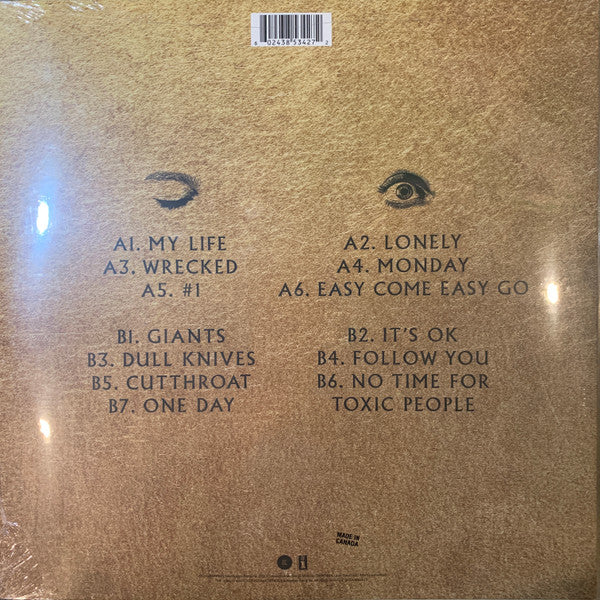 6 02438 53427 2
A1. MY LIFE
A3. WRECKED
A5. #1
A2. LONELY
A4. MONDAY
A6. EASY COME EASY GO
B1. GIANTS
B3. DULL KNIVES
B5. CUTTHROAT
B7. ONE DAY
B2. IT'S OK
B4. FOLLOW YOU
B6. NO TIME FOR
TOXIC PEOPLE
MADE IN
CANADA